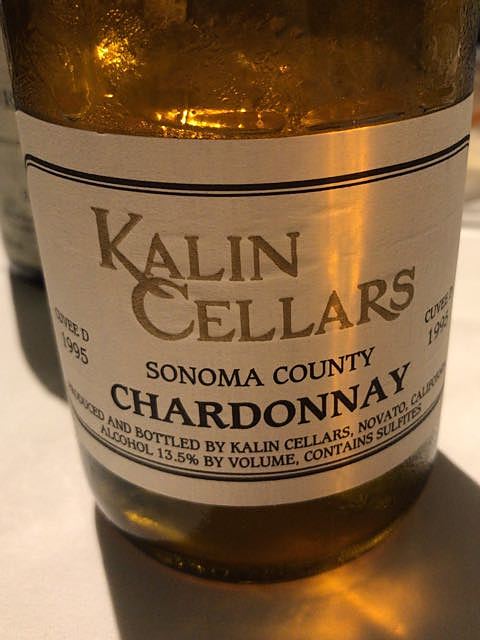 KALIN
CELLARS
CUVEE D
1995
CUVEE D
1995
SONOMA COUNTY
CHARDONNAY
PRODUCED AND BOTTLED BY KALIN CELLARS, NOVATO, CALIFORNIA
ALCOHOL 13.5% BY VOLUME, CONTAINS SULFITES